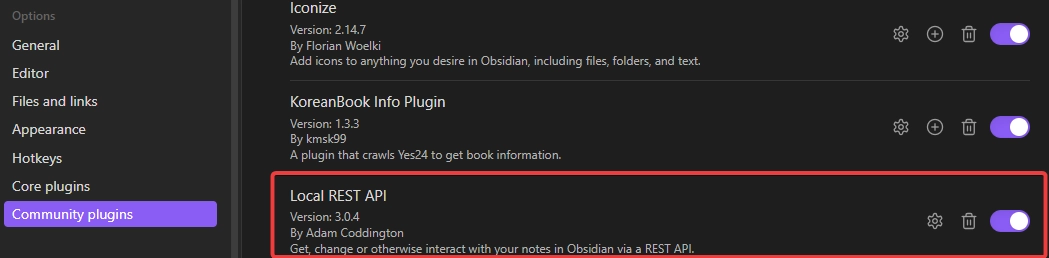 Options
General
Editor
Files and links
Appearance
Hotkeys
Core plugins
Community plugins
Iconize
Version: 2.14.7
By Florian Woelki
Add icons to anything you desire in Obsidian, including files, folders, and text.
KoreanBook Info Plugin
Version: 1.3.3
By kmsk99
A plugin that crawls Yes24 to get book information.
Local REST API
Version: 3.0.4
By Adam Coddington
Get, change or otherwise interact with your notes in Obsidian via a REST API.